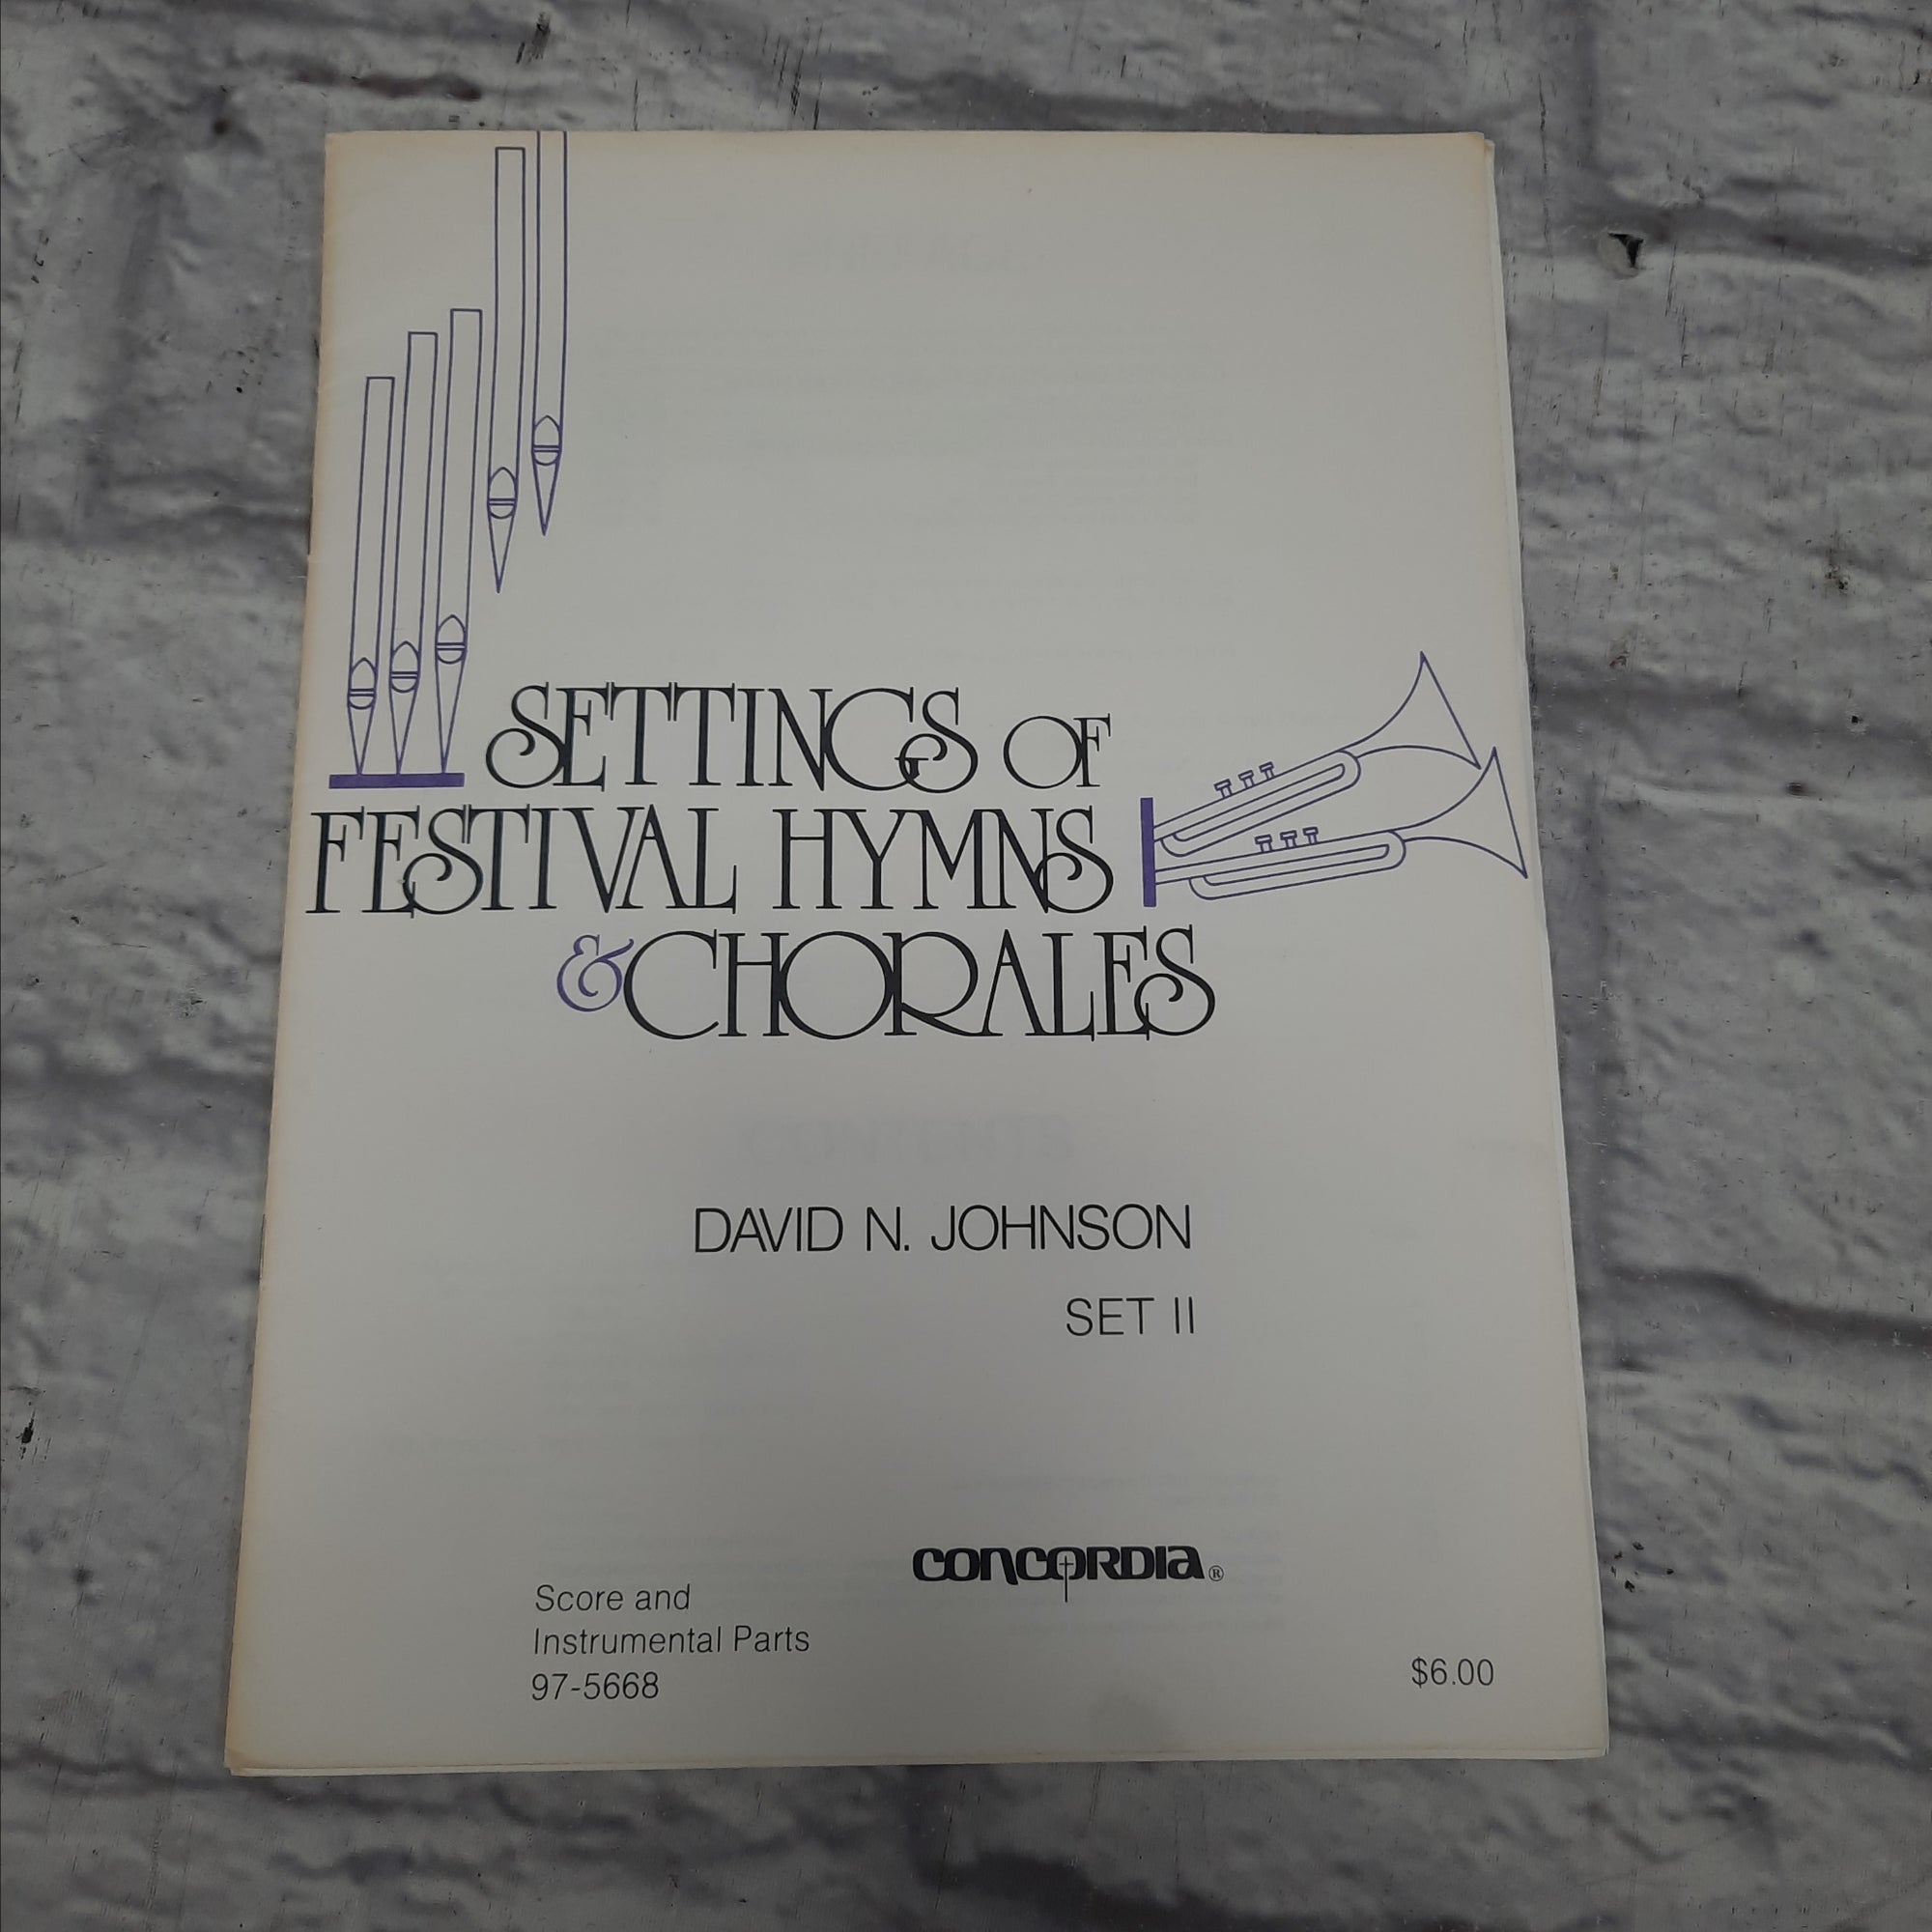 SETTINGS OF
FESTIVAL HYMNS
& CHORALES
DAVID N. JOHNSON
SET II
CONCORDIA®
Score and
Instrumental Parts
97-5668
$6.00